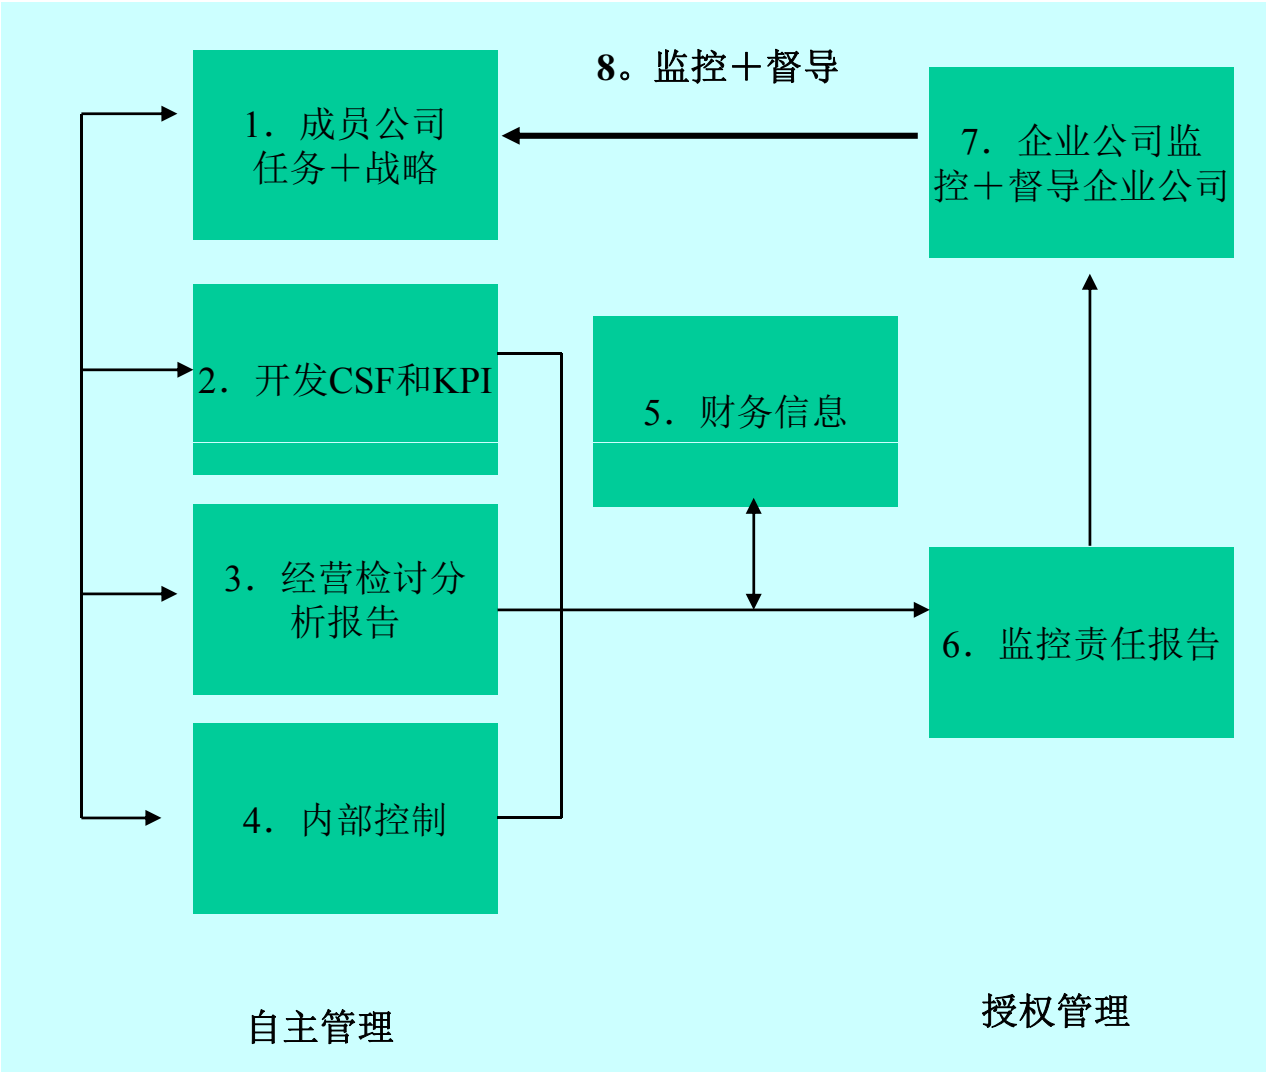 8。监控＋督导
1．成员公司
任务＋战略
7．企业公司监
控＋督导企业公司
2．开发CSF和KPI
5．财务信息
3．经营检讨分
析报告
6．监控责任报告
4．内部控制
自主管理
授权管理